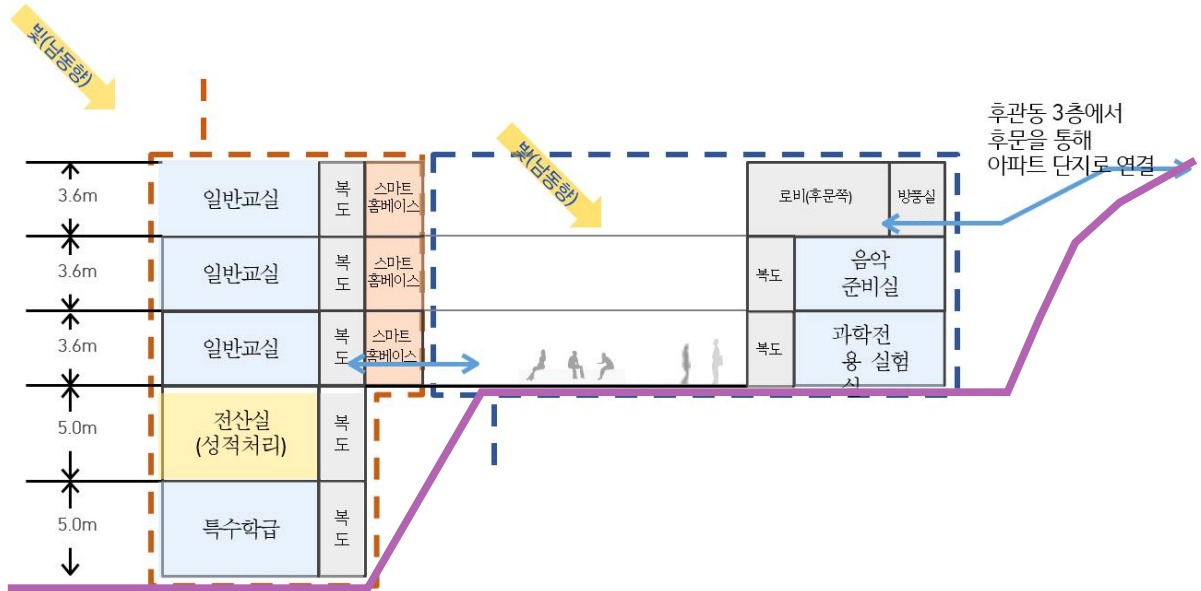 빛(남동향)
빛(남동향)
후관동 3층에서
후문을 통해
아파트 단지로 연결
3.6m
일반교실
복
도
스마트
홈베이스
로비(후문쪽)
방풍실
3.6m
일반교실
복
도
스마트
홈베이스
복도
음악
준비실
3.6m
일반교실
복
도
스마트
홈베이스
복도
과학전
용 실험
실
5.0m
전산실
(성적처리)
복
도
5.0m
특수학급
복
도